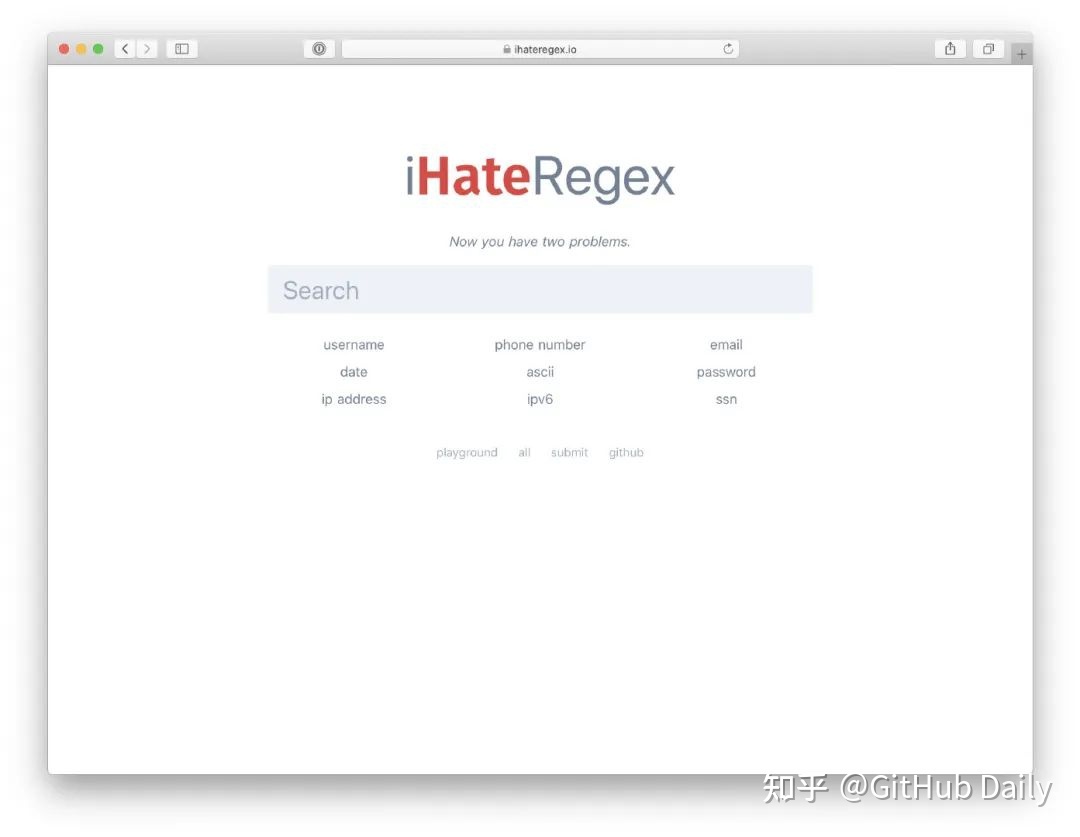 ihateregex.io
iHateRegex
Now you have two problems.
Search
username phone number email
date ascii password
ip address ipv6 ssn
playground all submit github
知乎 @GitHub Daily